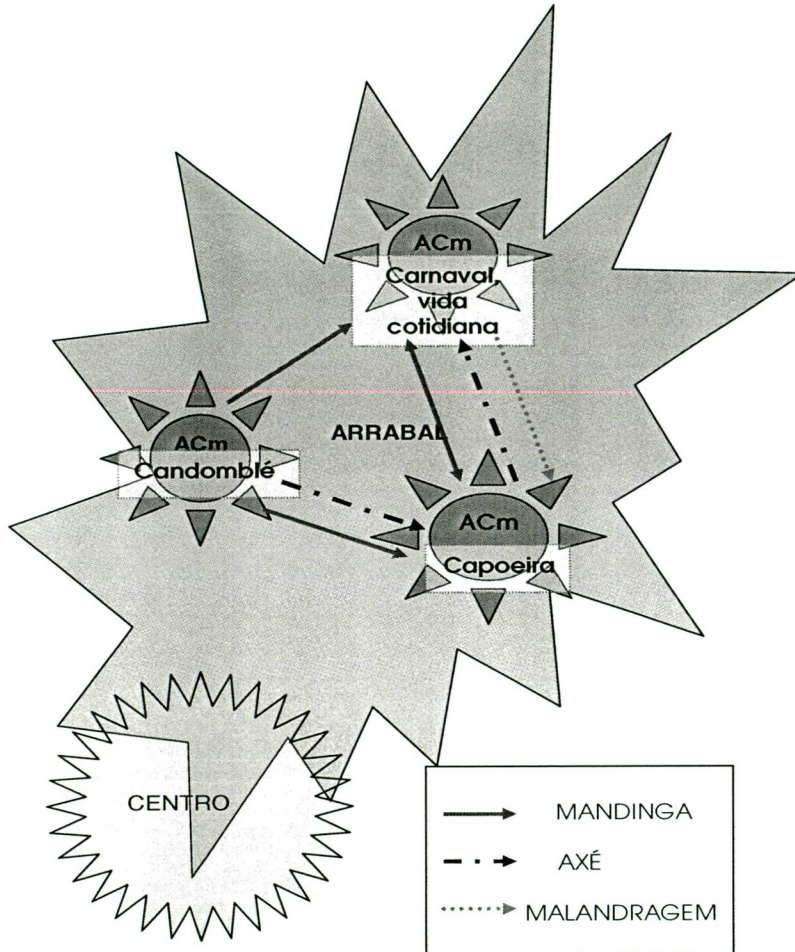 ACm
Carnaval,
vida
cotidiana
ARRABAL
ACm
Candomblé
ACm
Capoeira
CENTRO
MANDINGA
AXÉ
MALANDRAGEM